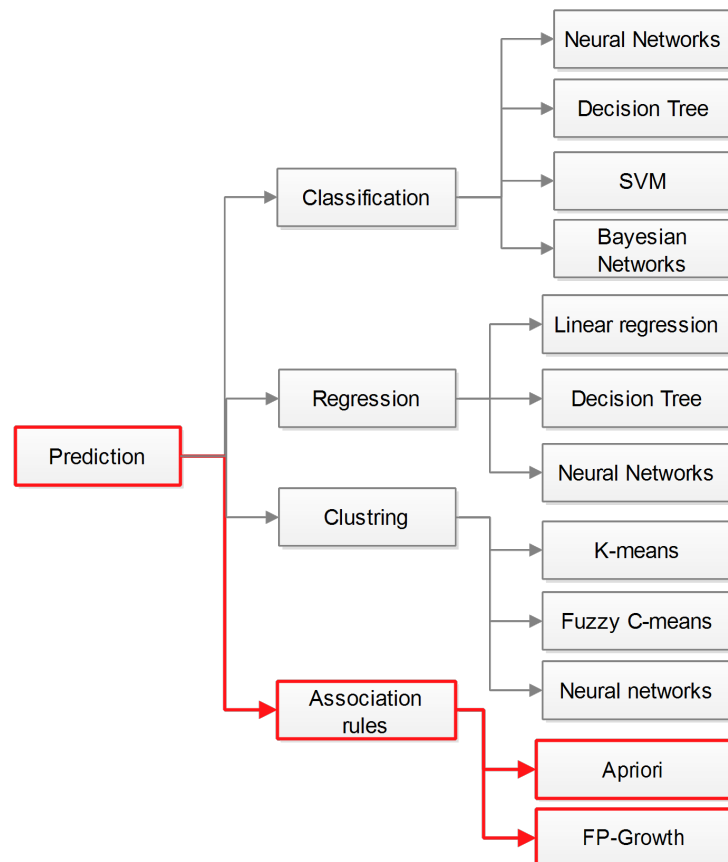 Neural Networks
Decision Tree
SVM
Classification
Bayesian
Networks
Linear regression
Regression
Decision Tree
Prediction
Neural Networks
Clustring
K-means
Fuzzy C-means
Neural networks
Association
rules
Apriori
FP-Growth